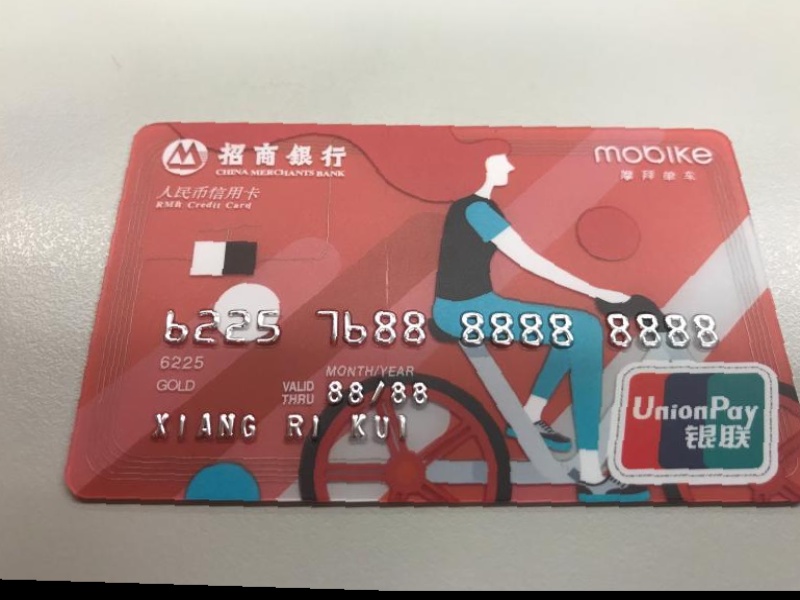 招商銀行
CHINA MERCHANTS BANK
mobike
摩拜单车
人民币信用卡
RMB Credit Card
6225 7688 8888 8888
6225
MONTH/YEAR
GOLD
VALID THRU 88/88
XIANG RI KUI
UnionPay
银联